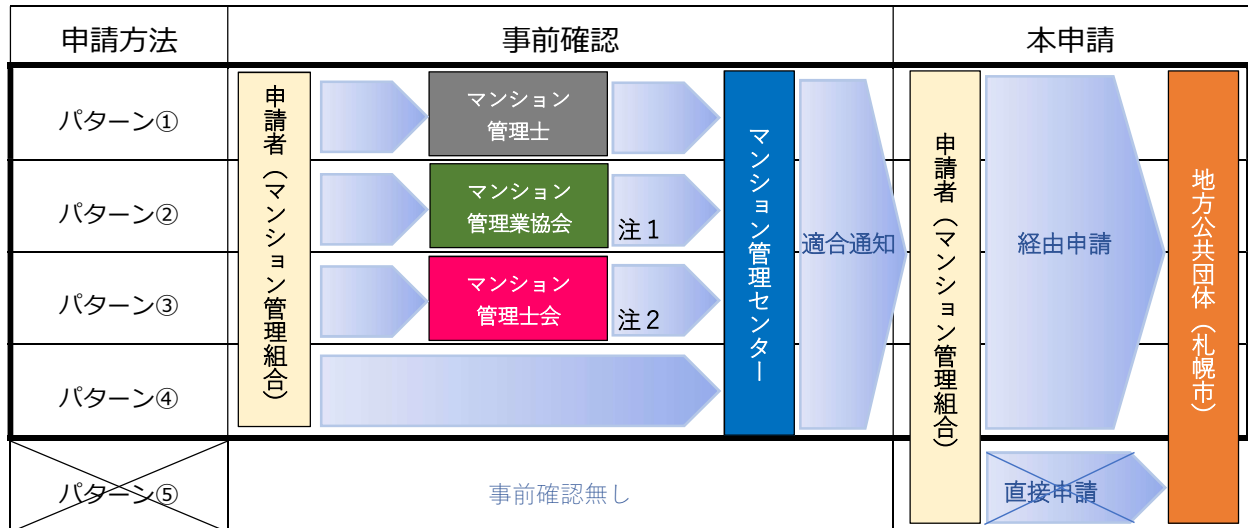 申請方法
事前確認
本申請
パターン①
パターン②
パターン③
パターン④
パターン⑤
申請者（マンション管理組合）
マンション
管理士
マンション
管理業協会
注１
マンション
管理士会
注２
マンション管理センター
適合通知
事前確認無し
申請者（マンション管理組合）
経由申請
直接申請
地方公共団体（札幌市）